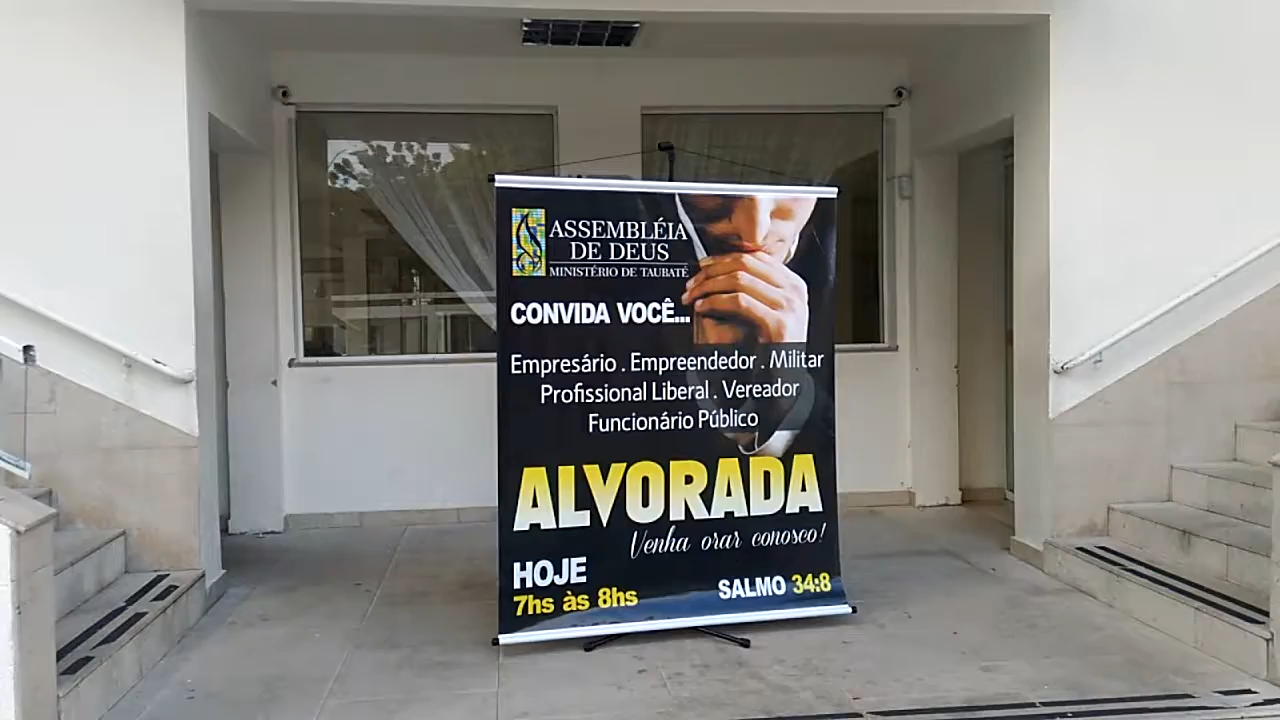 ASSEMBLÉIA
DE DEUS
MINISTÉRIO DE TAUBATÉ
CONVIDA VOCÊ...
Empresário . Empreendedor . Militar
Profissional Liberal . Vereador
Funcionário Público
ALVORADA
Venha orar conosco!
HOJE
7hs às 8hs
SALMO 34:8